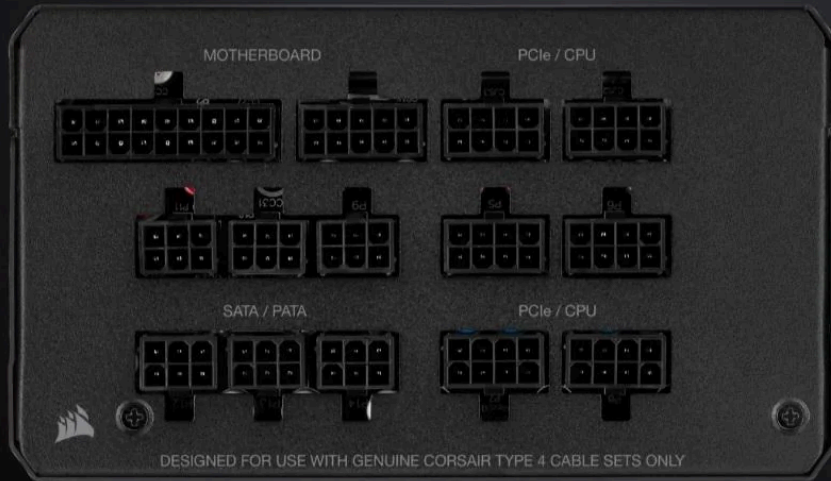 MOTHERBOARD
PCIe / CPU
SATA / PATA
PCIe / CPU
DESIGNED FOR USE WITH GENUINE CORSAIR TYPE 4 CABLE SETS ONLY